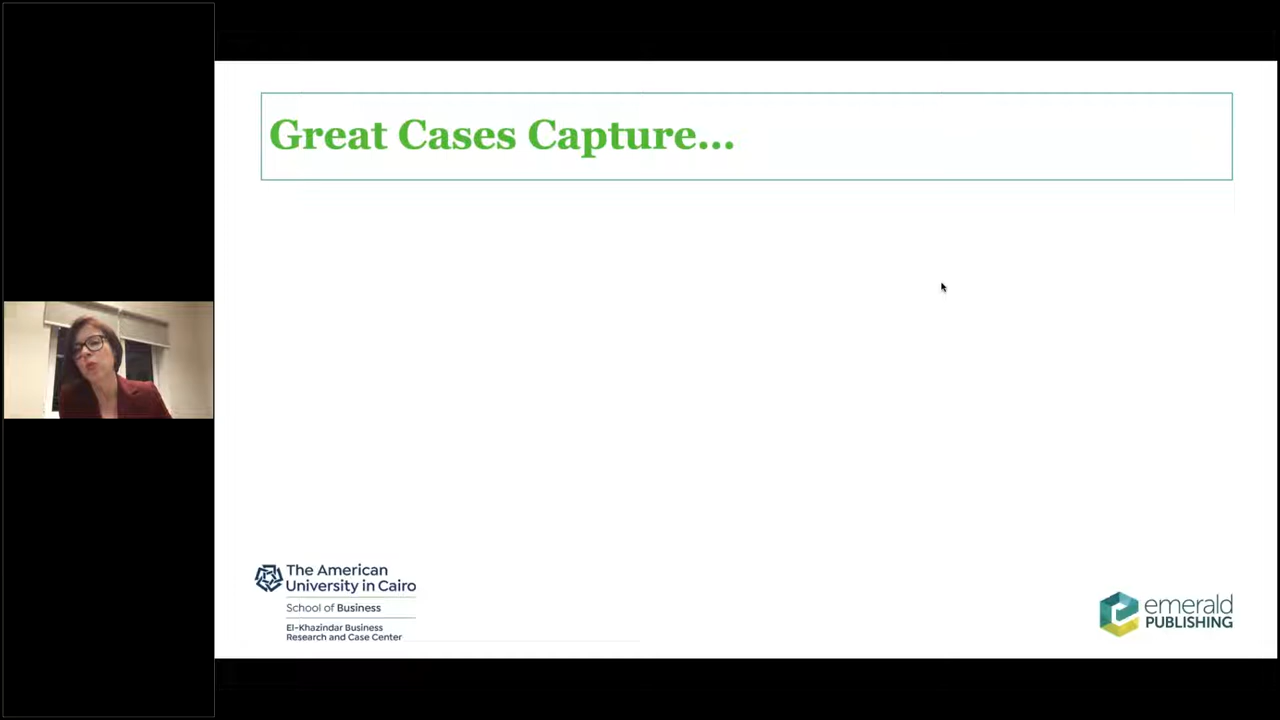 Great Cases Capture...
The American
University in Cairo
School of Business
El-Khazindar Business
Research and Case Center
emerald
PUBLISHING